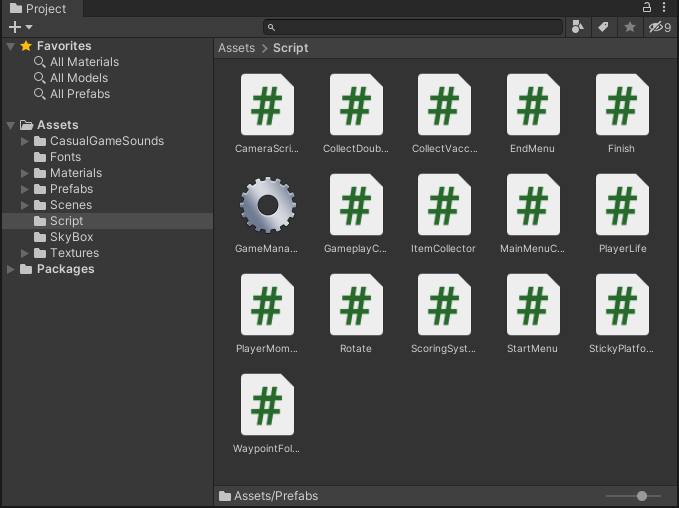 Project
9
Favorites
All Materials
All Models
All Prefabs
Assets
CasualGameSounds
Fonts
Materials
Prefabs
Scenes
Script
SkyBox
Textures
Packages
Assets > Script
CameraScri... CollectDoub... CollectVacc... EndMenu Finish
GameMana... GameplayC... ItemCollector MainMenuC... PlayerLife
PlayerMom... Rotate ScoringSyst... StartMenu StickyPlatfo...
WaypointFol...
Assets/Prefabs